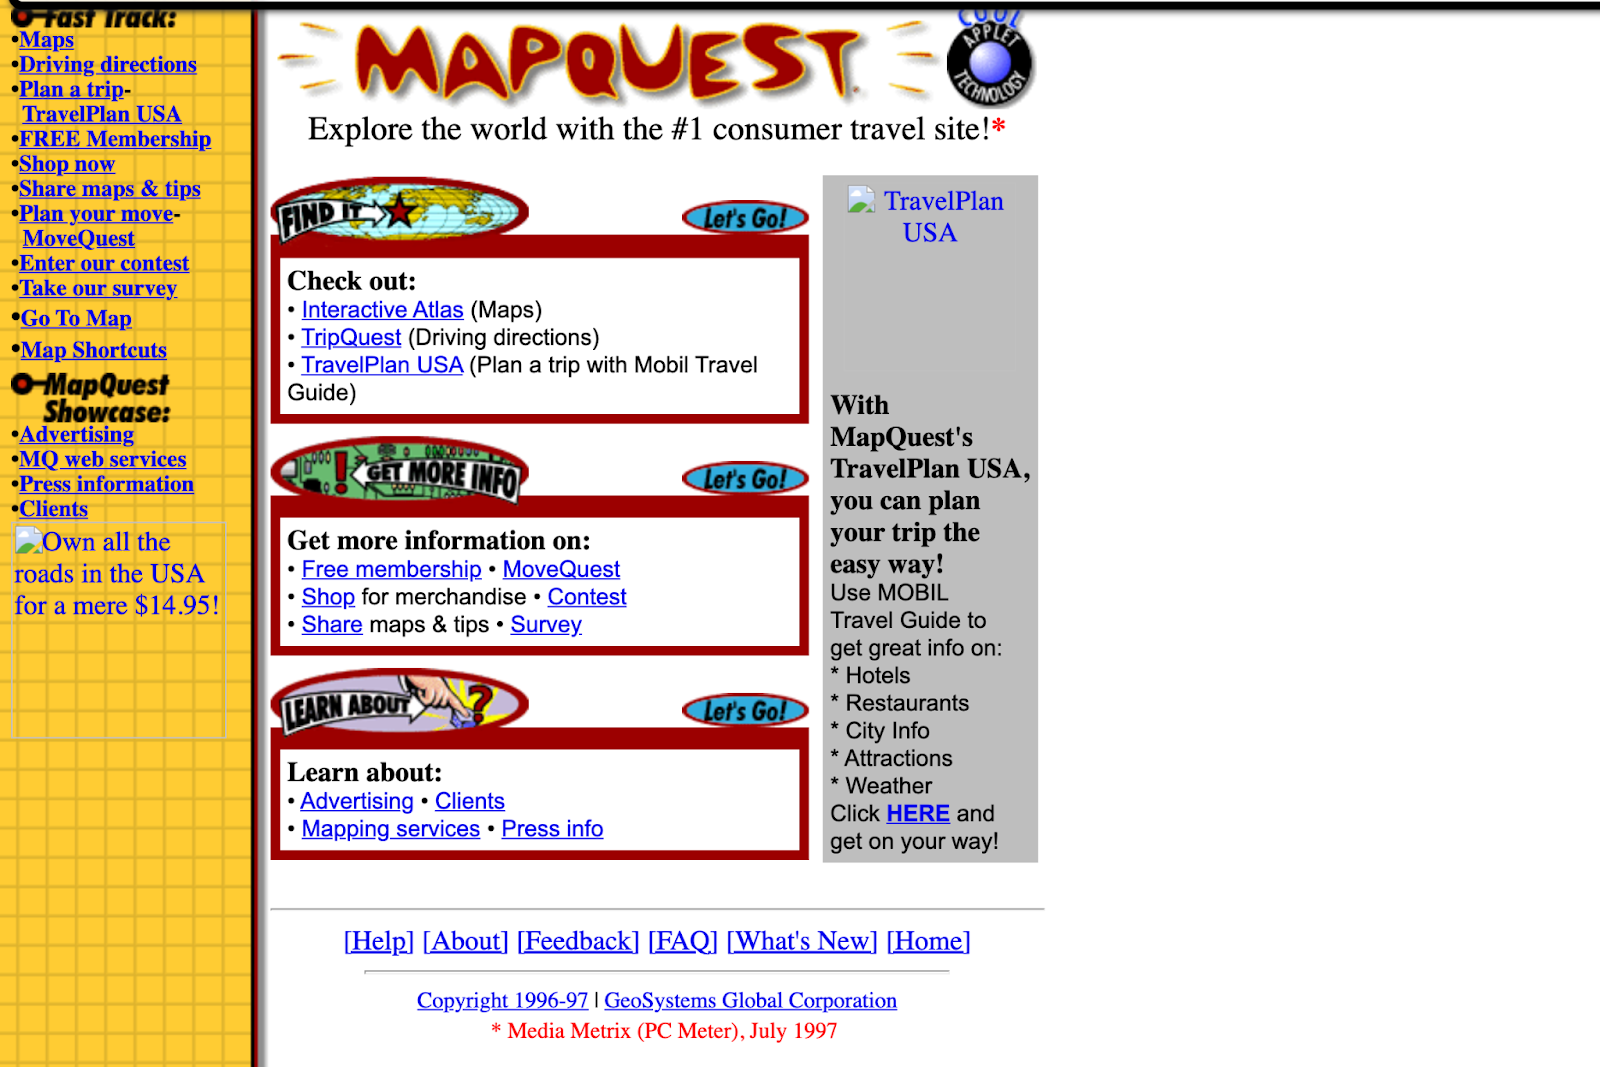 Fast Track:
•Maps
•Driving directions
•Plan a trip-
TravelPlan USA
•FREE Membership
•Shop now
•Share maps & tips
•Plan your move-
MoveQuest
•Enter our contest
•Take our survey
•Go To Map
•Map Shortcuts
MapQuest
Showcase:
•Advertising
•MQ web services
•Press information
•Clients
Own all the
roads in the USA
for a mere $14.95!
MAPQUEST.
COOL
APPLET
TECHNOLOGY
Explore the world with the #1 consumer travel site!*
FIND IT
Let's Go!
Check out:
• Interactive Atlas (Maps)
• TripQuest (Driving directions)
• TravelPlan USA (Plan a trip with Mobil Travel
Guide)
! GET MORE INFO
Let's Go!
Get more information on:
• Free membership • MoveQuest
• Shop for merchandise • Contest
• Share maps & tips • Survey
LEARN ABOUT ?
Let's Go!
Learn about:
• Advertising • Clients
• Mapping services • Press info
TravelPlan
USA
With
MapQuest's
TravelPlan USA,
you can plan
your trip the
easy way!
Use MOBIL
Travel Guide to
get great info on:
* Hotels
* Restaurants
* City Info
* Attractions
* Weather
Click HERE and
get on your way!
[Help] [About] [Feedback] [FAQ] [What's New] [Home]
Copyright 1996-97 | GeoSystems Global Corporation
* Media Metrix (PC Meter), July 1997